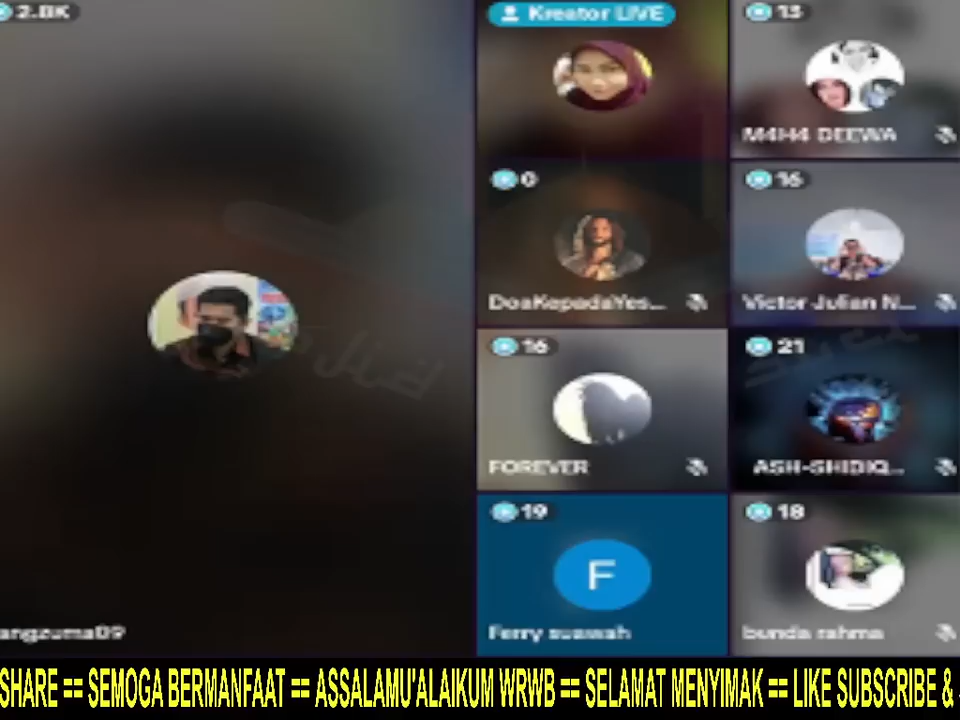 2.8K
Kreator LIVE
13
M4H4 DEEWA
0
DoaKepadaYes...
16
Victor Julian N...
16
FOREVER
21
ASH-SHIDIQ...
19
Ferry suawah
18
bunda rahma
angzuma09
SHARE == SEMOGA BERMANFAAT == ASSALAMU'ALAIKUM WRWB == SELAMAT MENYIMAK == LIKE SUBSCRIBE &